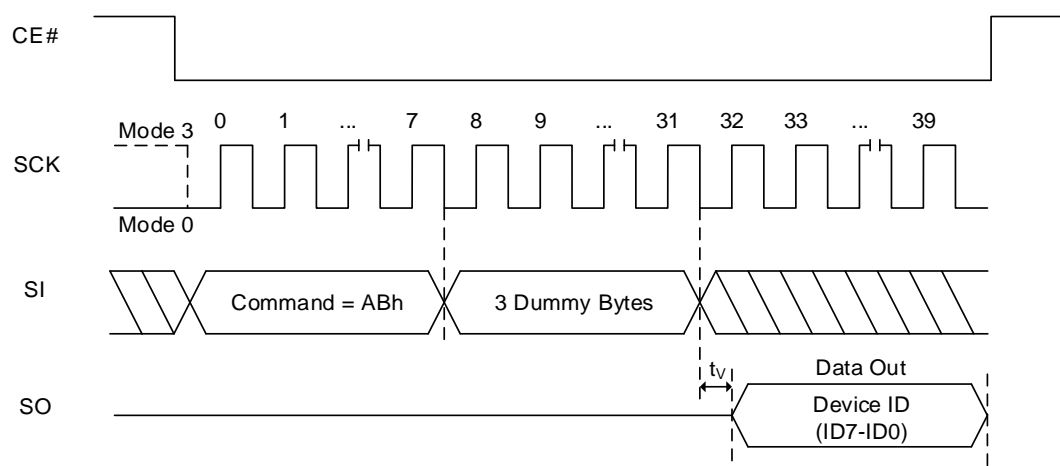 CE#
Mode 3 0 1 ... 7 8 9 ... 31 32 33 ... 39
SCK
Mode 0
SI Command = ABh 3 Dummy Bytes
tV Data Out
SO Device ID
(ID7-ID0)